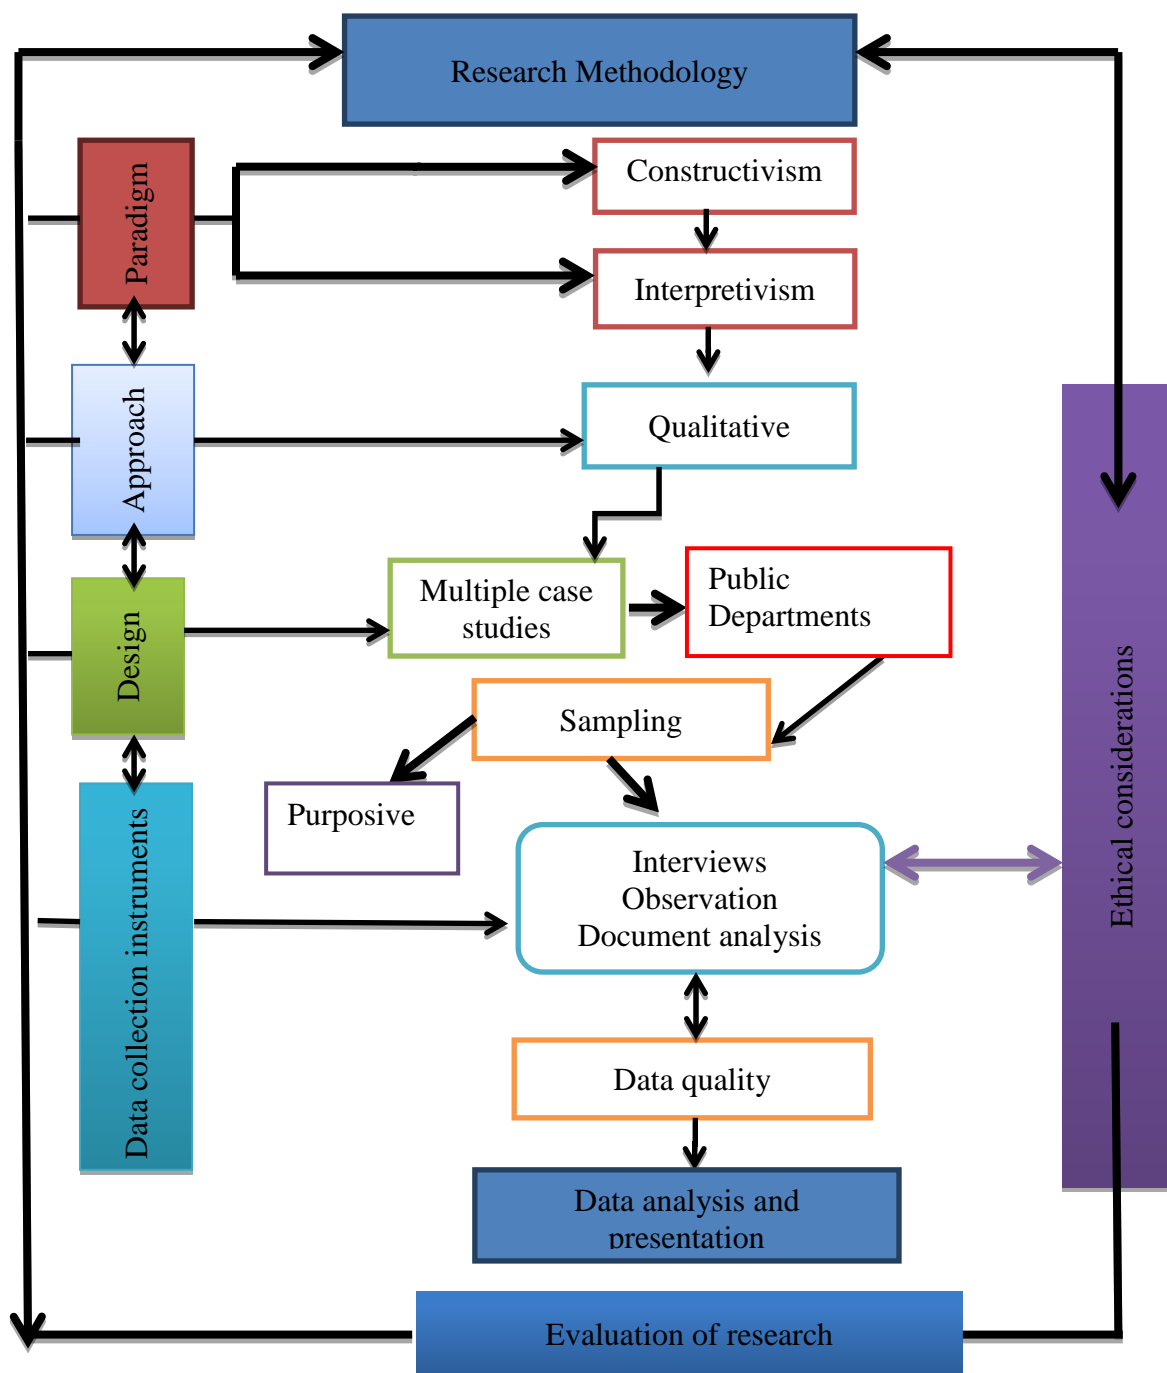 Research Methodology
Paradigm
Constructivism
Interpretivism
Approach
Qualitative
Design
Multiple case
studies
Public
Departments
Sampling
Purposive
Data collection instruments
Interviews
Observation
Document analysis
Ethical considerations
Data quality
Data analysis and
presentation
Evaluation of research